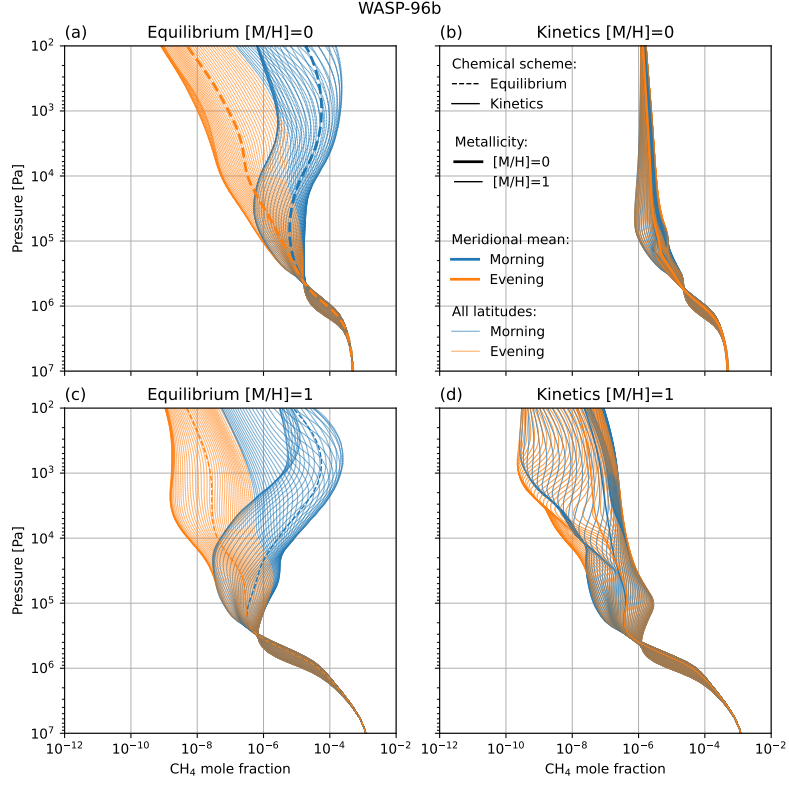 WASP-96b
(a) Equilibrium [M/H]=0
(b) Kinetics [M/H]=0
Pressure [Pa]
10²
10³
10⁴
10⁵
10⁶
10⁷
Chemical scheme:
Equilibrium
Kinetics
Metallicity:
[M/H]=0
[M/H]=1
Meridional mean:
Morning
Evening
All latitudes:
Morning
Evening
(c) Equilibrium [M/H]=1
(d) Kinetics [M/H]=1
Pressure [Pa]
10²
10³
10⁴
10⁵
10⁶
10⁷
10⁻¹² 10⁻¹⁰ 10⁻⁸ 10⁻⁶ 10⁻⁴ 10⁻²
10⁻¹² 10⁻¹⁰ 10⁻⁸ 10⁻⁶ 10⁻⁴ 10⁻²
CH₄ mole fraction
CH₄ mole fraction